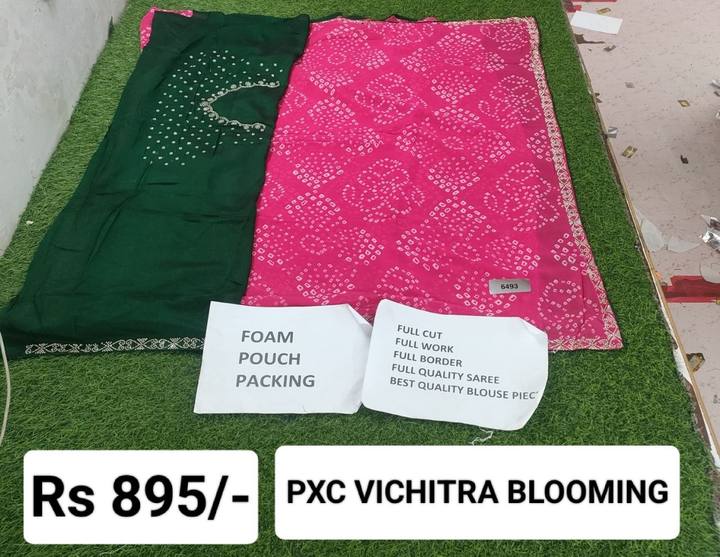 6493
FOAM
POUCH
PACKING
FULL CUT
FULL WORK
FULL BORDER
FULL QUALITY SAREE
BEST QUALITY BLOUSE PIEC
Rs 895/-
PXC VICHITRA BLOOMING